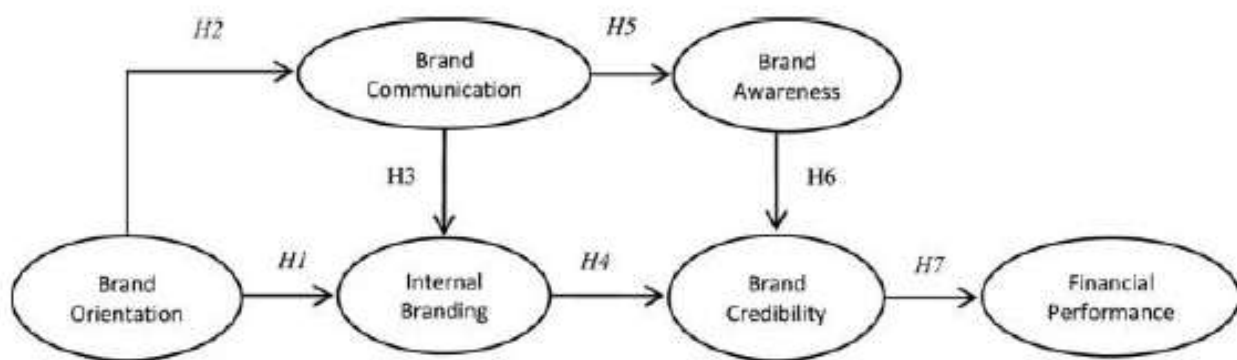 H2
Brand
Communication
H5
Brand
Awareness
H3
H6
Brand
Orientation
H1
Internal
Branding
H4
Brand
Credibility
H7
Financial
Performance